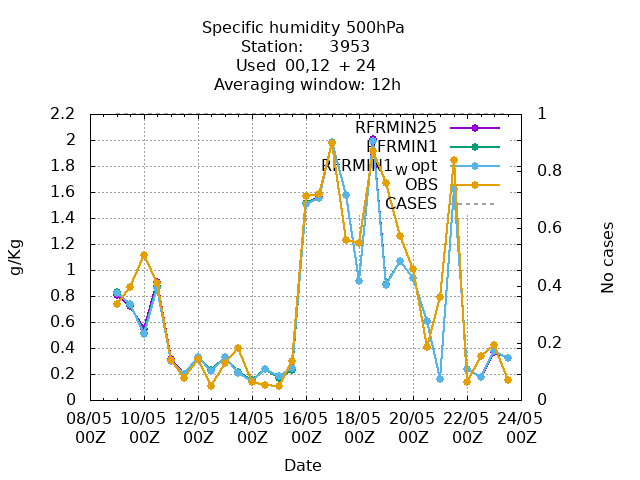 Specific humidity 500hPa
Station: 3953
Used 00,12 + 24
Averaging window: 12h
RFRMIN25
RFRMIN1
RFRMIN1_w opt
OBS
CASES
g/Kg
2.2
2
1.8
1.6
1.4
1.2
1
0.8
0.6
0.4
0.2
0
No cases
1
0.8
0.6
0.4
0.2
0
08/05 10/05 12/05 14/05 16/05 18/05 20/05 22/05 24/05
00Z 00Z 00Z 00Z 00Z 00Z 00Z 00Z 00Z
Date